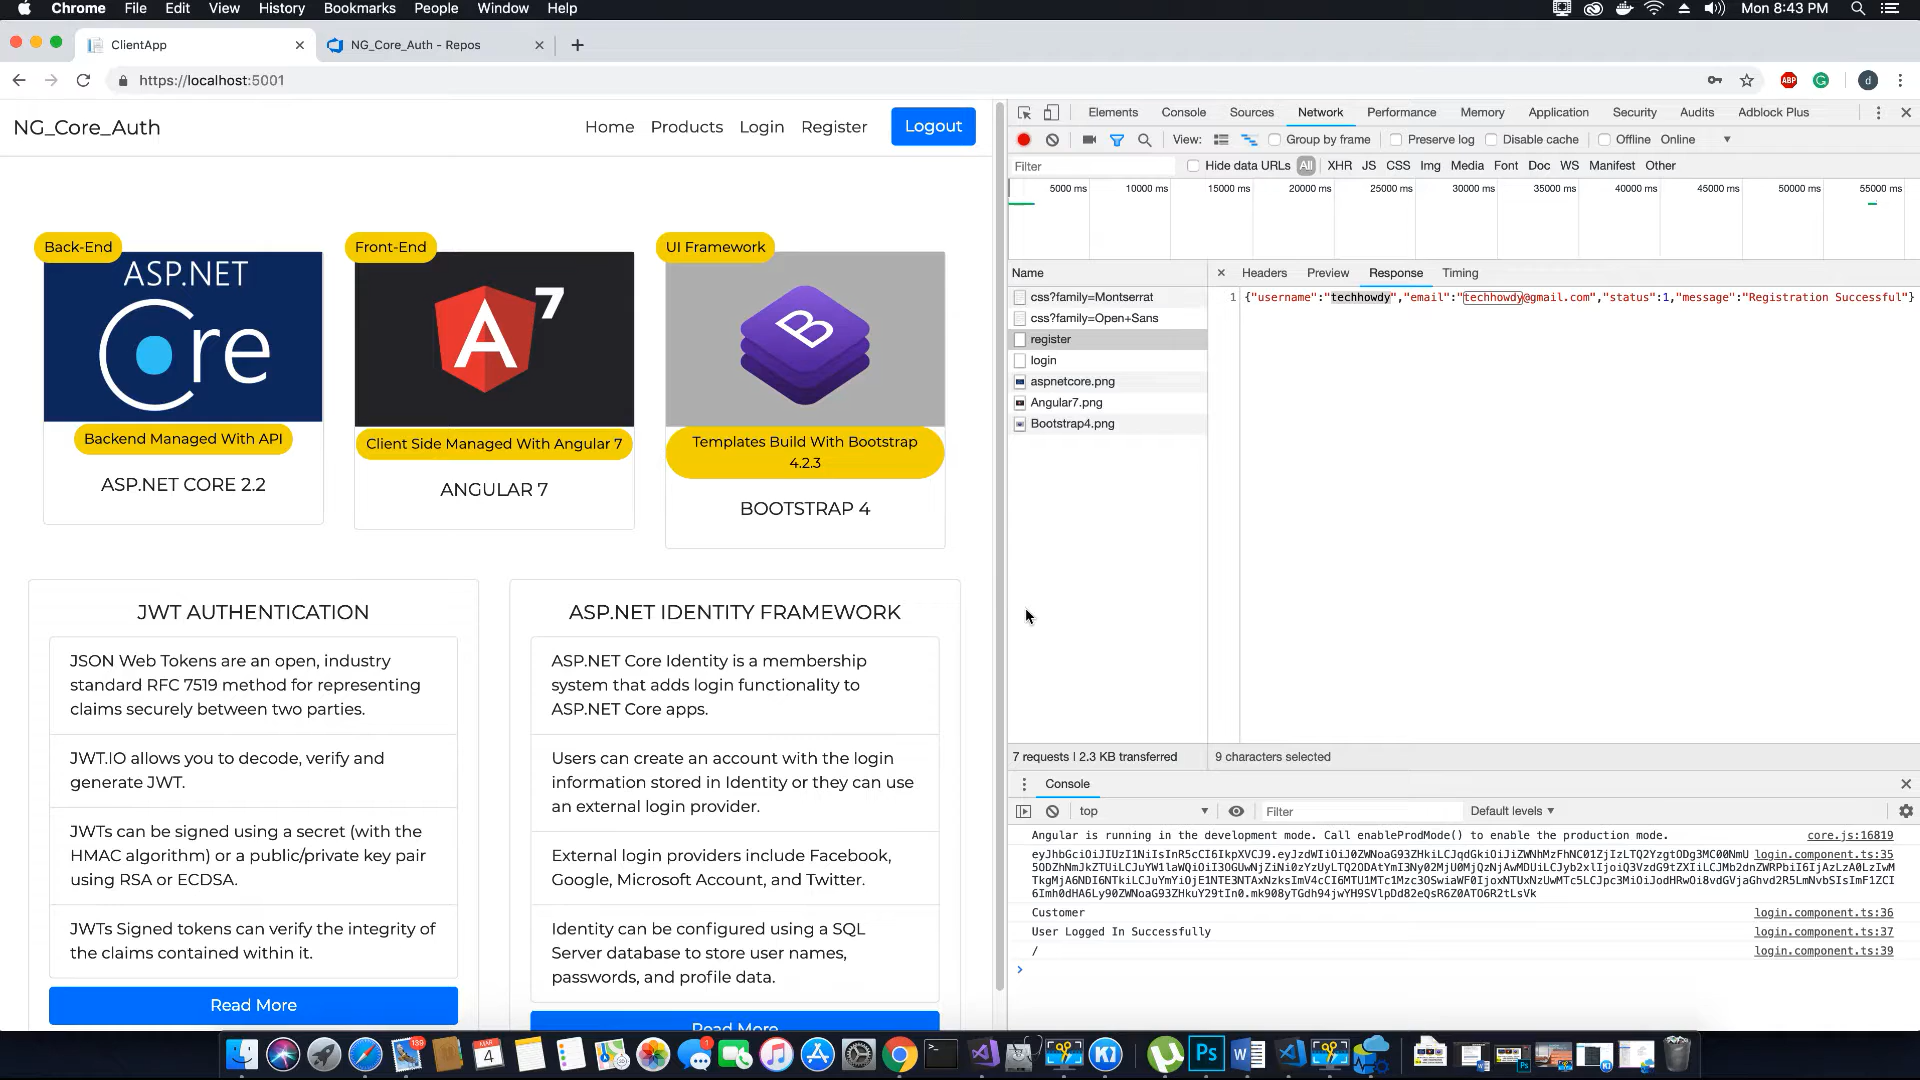 Chrome File Edit View History Bookmarks People Window Help
Mon 8:43 PM
ClientApp
NG_Core_Auth - Repos
https://localhost:5001
ABP
d
NG_Core_Auth
Home Products Login Register Logout
Back-End
ASP.NET
Core
Backend Managed With API
ASP.NET CORE 2.2
Front-End
A 7
Client Side Managed With Angular 7
ANGULAR 7
UI Framework
B
Templates Build With Bootstrap
4.2.3
BOOTSTRAP 4
JWT AUTHENTICATION
JSON Web Tokens are an open, industry
standard RFC 7519 method for representing
claims securely between two parties.
JWT.IO allows you to decode, verify and
generate JWT.
JWTs can be signed using a secret (with the
HMAC algorithm) or a public/private key pair
using RSA or ECDSA.
JWTs Signed tokens can verify the integrity of
the claims contained within it.
Read More
ASP.NET IDENTITY FRAMEWORK
ASP.NET Core Identity is a membership
system that adds login functionality to
ASP.NET Core apps.
Users can create an account with the login
information stored in Identity or they can use
an external login provider.
External login providers include Facebook,
Google, Microsoft Account, and Twitter.
Identity can be configured using a SQL
Server database to store user names,
passwords, and profile data.
Read More
Elements Console Sources Network Performance Memory Application Security Audits Adblock Plus
View: Group by frame Preserve log Disable cache Offline Online
Filter Hide data URLs All XHR JS CSS Img Media Font Doc WS Manifest Other
5000 ms 10000 ms 15000 ms 20000 ms 25000 ms 30000 ms 35000 ms 40000 ms 45000 ms 50000 ms 55000 ms
Name
css?family=Montserrat
css?family=Open+Sans
register
login
aspnetcore.png
Angular7.png
Bootstrap4.png
Headers Preview Response Timing
1 {"username":"techhowdy","email":"techhowdy@gmail.com","status":1,"message":"Registration Successful"}
7 requests | 2.3 KB transferred
9 characters selected
Console
top Filter Default levels
Angular is running in the development mode. Call enableProdMode() to enable the production mode. core.js:16819
login.component.ts:35
Customer login.component.ts:36
User Logged In Successfully login.component.ts:37
/ login.component.ts:39
139
MAR
4
1
Ps
W